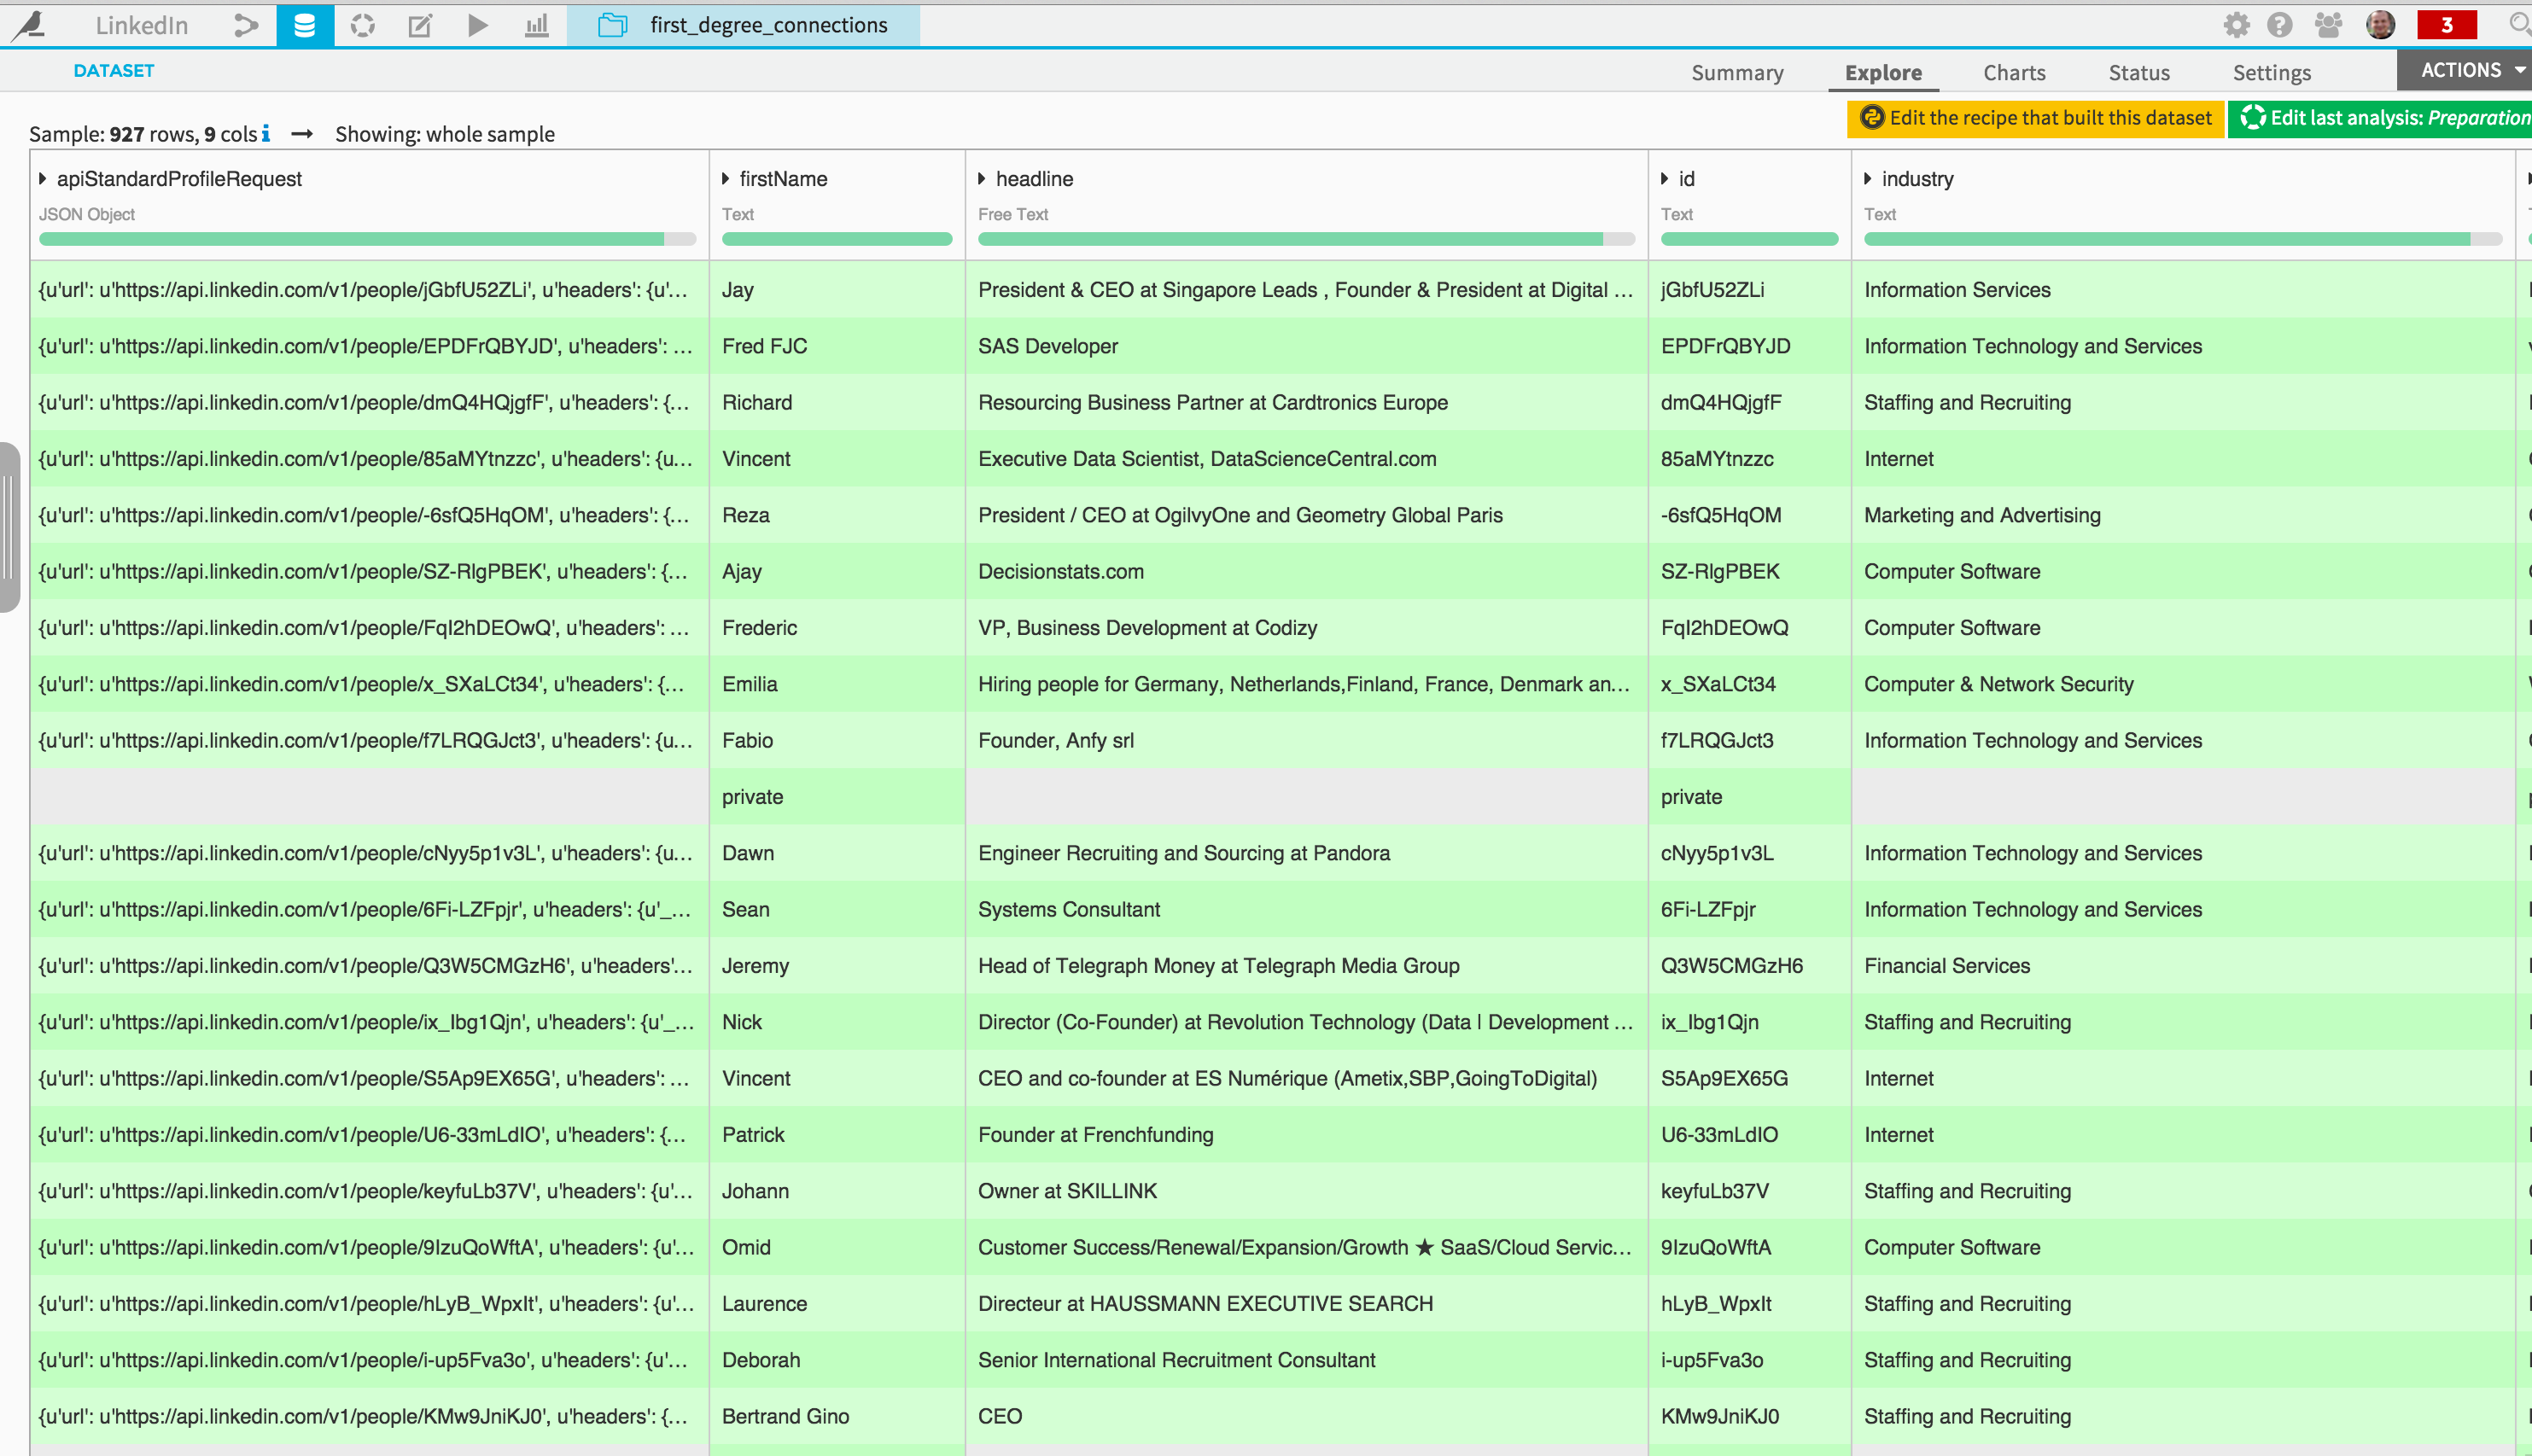 LinkedIn first_degree_connections 3
DATASET Summary Explore Charts Status Settings ACTIONS
Edit the recipe that built this dataset Edit last analysis: Preparation
Sample: 927 rows, 9 cols → Showing: whole sample
apiStandardProfileRequest firstName headline id industry
JSON Object Text Free Text Text Text
{u'url': u'https://api.linkedin.com/v1/people/jGbfU52ZLi', u'headers': {u'... Jay President & CEO at Singapore Leads , Founder & President at Digital ... jGbfU52ZLi Information Services
{u'url': u'https://api.linkedin.com/v1/people/EPDFrQBYJD', u'headers': ... Fred FJC SAS Developer EPDFrQBYJD Information Technology and Services
{u'url': u'https://api.linkedin.com/v1/people/dmQ4HQjgfF', u'headers': {... Richard Resourcing Business Partner at Cardtronics Europe dmQ4HQjgfF Staffing and Recruiting
{u'url': u'https://api.linkedin.com/v1/people/85aMYtnzzc', u'headers': {u... Vincent Executive Data Scientist, DataScienceCentral.com 85aMYtnzzc Internet
{u'url': u'https://api.linkedin.com/v1/people/-6sfQ5HqOM', u'headers': {... Reza President / CEO at OgilvyOne and Geometry Global Paris -6sfQ5HqOM Marketing and Advertising
{u'url': u'https://api.linkedin.com/v1/people/SZ-RlgPBEK', u'headers': {... Ajay Decisionstats.com SZ-RlgPBEK Computer Software
{u'url': u'https://api.linkedin.com/v1/people/FqI2hDEOwQ', u'headers': ... Frederic VP, Business Development at Codizy FqI2hDEOwQ Computer Software
{u'url': u'https://api.linkedin.com/v1/people/x_SXaLCt34', u'headers': {... Emilia Hiring people for Germany, Netherlands,Finland, France, Denmark an... x_SXaLCt34 Computer & Network Security
{u'url': u'https://api.linkedin.com/v1/people/f7LRQGJct3', u'headers': {u... Fabio Founder, Anfy srl f7LRQGJct3 Information Technology and Services
private private
{u'url': u'https://api.linkedin.com/v1/people/cNyy5p1v3L', u'headers': {u... Dawn Engineer Recruiting and Sourcing at Pandora cNyy5p1v3L Information Technology and Services
{u'url': u'https://api.linkedin.com/v1/people/6Fi-LZFpjr', u'headers': {u'_... Sean Systems Consultant 6Fi-LZFpjr Information Technology and Services
{u'url': u'https://api.linkedin.com/v1/people/Q3W5CMGzH6', u'headers'... Jeremy Head of Telegraph Money at Telegraph Media Group Q3W5CMGzH6 Financial Services
{u'url': u'https://api.linkedin.com/v1/people/ix_Ibg1Qjn', u'headers': {u'_... Nick Director (Co-Founder) at Revolution Technology (Data l Development ... ix_Ibg1Qjn Staffing and Recruiting
{u'url': u'https://api.linkedin.com/v1/people/S5Ap9EX65G', u'headers': ... Vincent CEO and co-founder at ES Numérique (Ametix,SBP,GoingToDigital) S5Ap9EX65G Internet
{u'url': u'https://api.linkedin.com/v1/people/U6-33mLdIO', u'headers': {... Patrick Founder at Frenchfunding U6-33mLdIO Internet
{u'url': u'https://api.linkedin.com/v1/people/keyfuLb37V', u'headers': {u'... Johann Owner at SKILLINK keyfuLb37V Staffing and Recruiting
{u'url': u'https://api.linkedin.com/v1/people/9IzuQoWftA', u'headers': {u'... Omid Customer Success/Renewal/Expansion/Growth ★ SaaS/Cloud Servic... 9IzuQoWftA Computer Software
{u'url': u'https://api.linkedin.com/v1/people/hLyB_WpxIt', u'headers': {u'... Laurence Directeur at HAUSSMANN EXECUTIVE SEARCH hLyB_WpxIt Staffing and Recruiting
{u'url': u'https://api.linkedin.com/v1/people/i-up5Fva3o', u'headers': {u'... Deborah Senior International Recruitment Consultant i-up5Fva3o Staffing and Recruiting
{u'url': u'https://api.linkedin.com/v1/people/KMw9JniKJ0', u'headers': {... Bertrand Gino CEO KMw9JniKJ0 Staffing and Recruiting